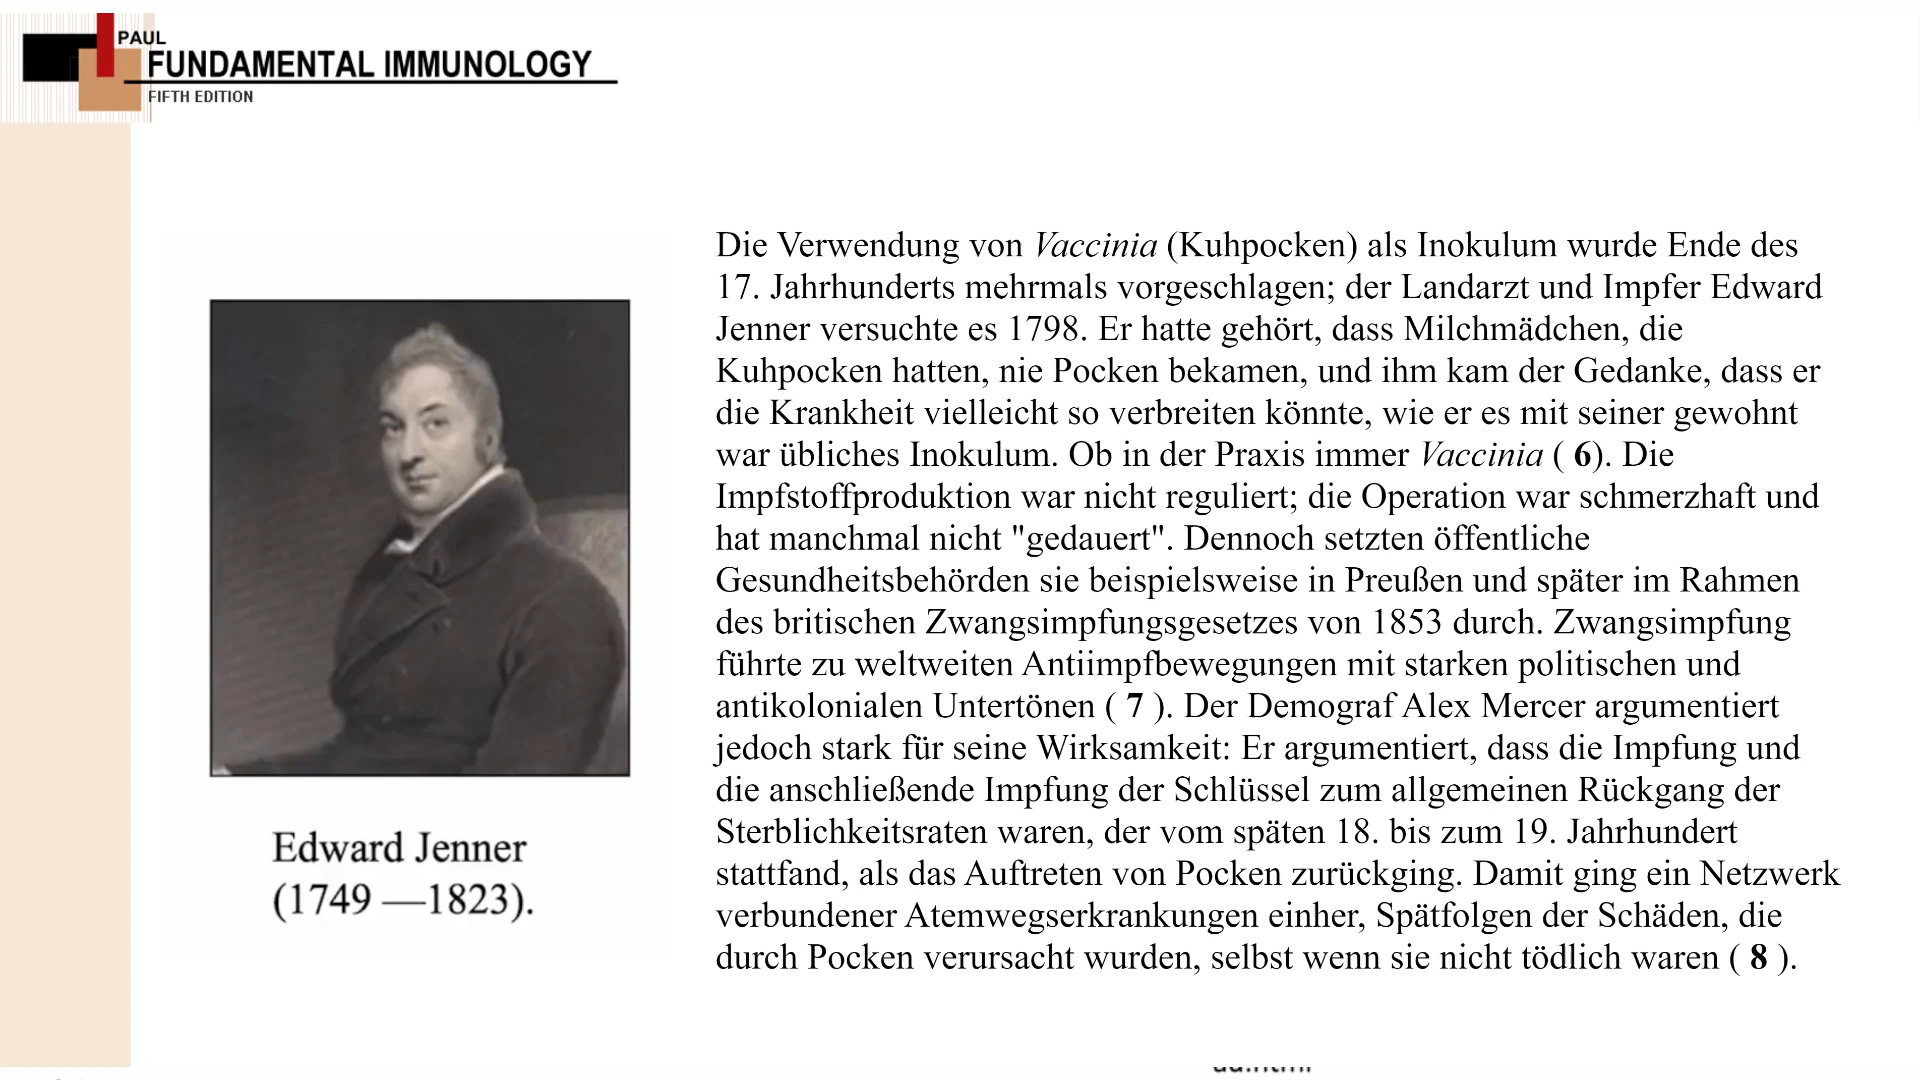 PAUL
FUNDAMENTAL IMMUNOLOGY
FIFTH EDITION
Die Verwendung von Vaccinia (Kuhpocken) als Inokulum wurde Ende des
17. Jahrhunderts mehrmals vorgeschlagen; der Landarzt und Impfer Edward
Jenner versuchte es 1798. Er hatte gehört, dass Milchmädchen, die
Kuhpocken hatten, nie Pocken bekamen, und ihm kam der Gedanke, dass er
die Krankheit vielleicht so verbreiten könnte, wie er es mit seiner gewohnt
war übliches Inokulum. Ob in der Praxis immer Vaccinia ( 6). Die
Impfstoffproduktion war nicht reguliert; die Operation war schmerzhaft und
hat manchmal nicht "gedauert". Dennoch setzten öffentliche
Gesundheitsbehörden sie beispielsweise in Preußen und später im Rahmen
des britischen Zwangsimpfungsgesetzes von 1853 durch. Zwangsimpfung
führte zu weltweiten Antiimpfbewegungen mit starken politischen und
antikolonialen Untertönen ( 7 ). Der Demograf Alex Mercer argumentiert
jedoch stark für seine Wirksamkeit: Er argumentiert, dass die Impfung und
die anschließende Impfung der Schlüssel zum allgemeinen Rückgang der
Sterblichkeitsraten waren, der vom späten 18. bis zum 19. Jahrhundert
stattfand, als das Auftreten von Pocken zurückging. Damit ging ein Netzwerk
verbundener Atemwegserkrankungen einher, Spätfolgen der Schäden, die
durch Pocken verursacht wurden, selbst wenn sie nicht tödlich waren ( 8 ).
Edward Jenner
(1749 —1823).